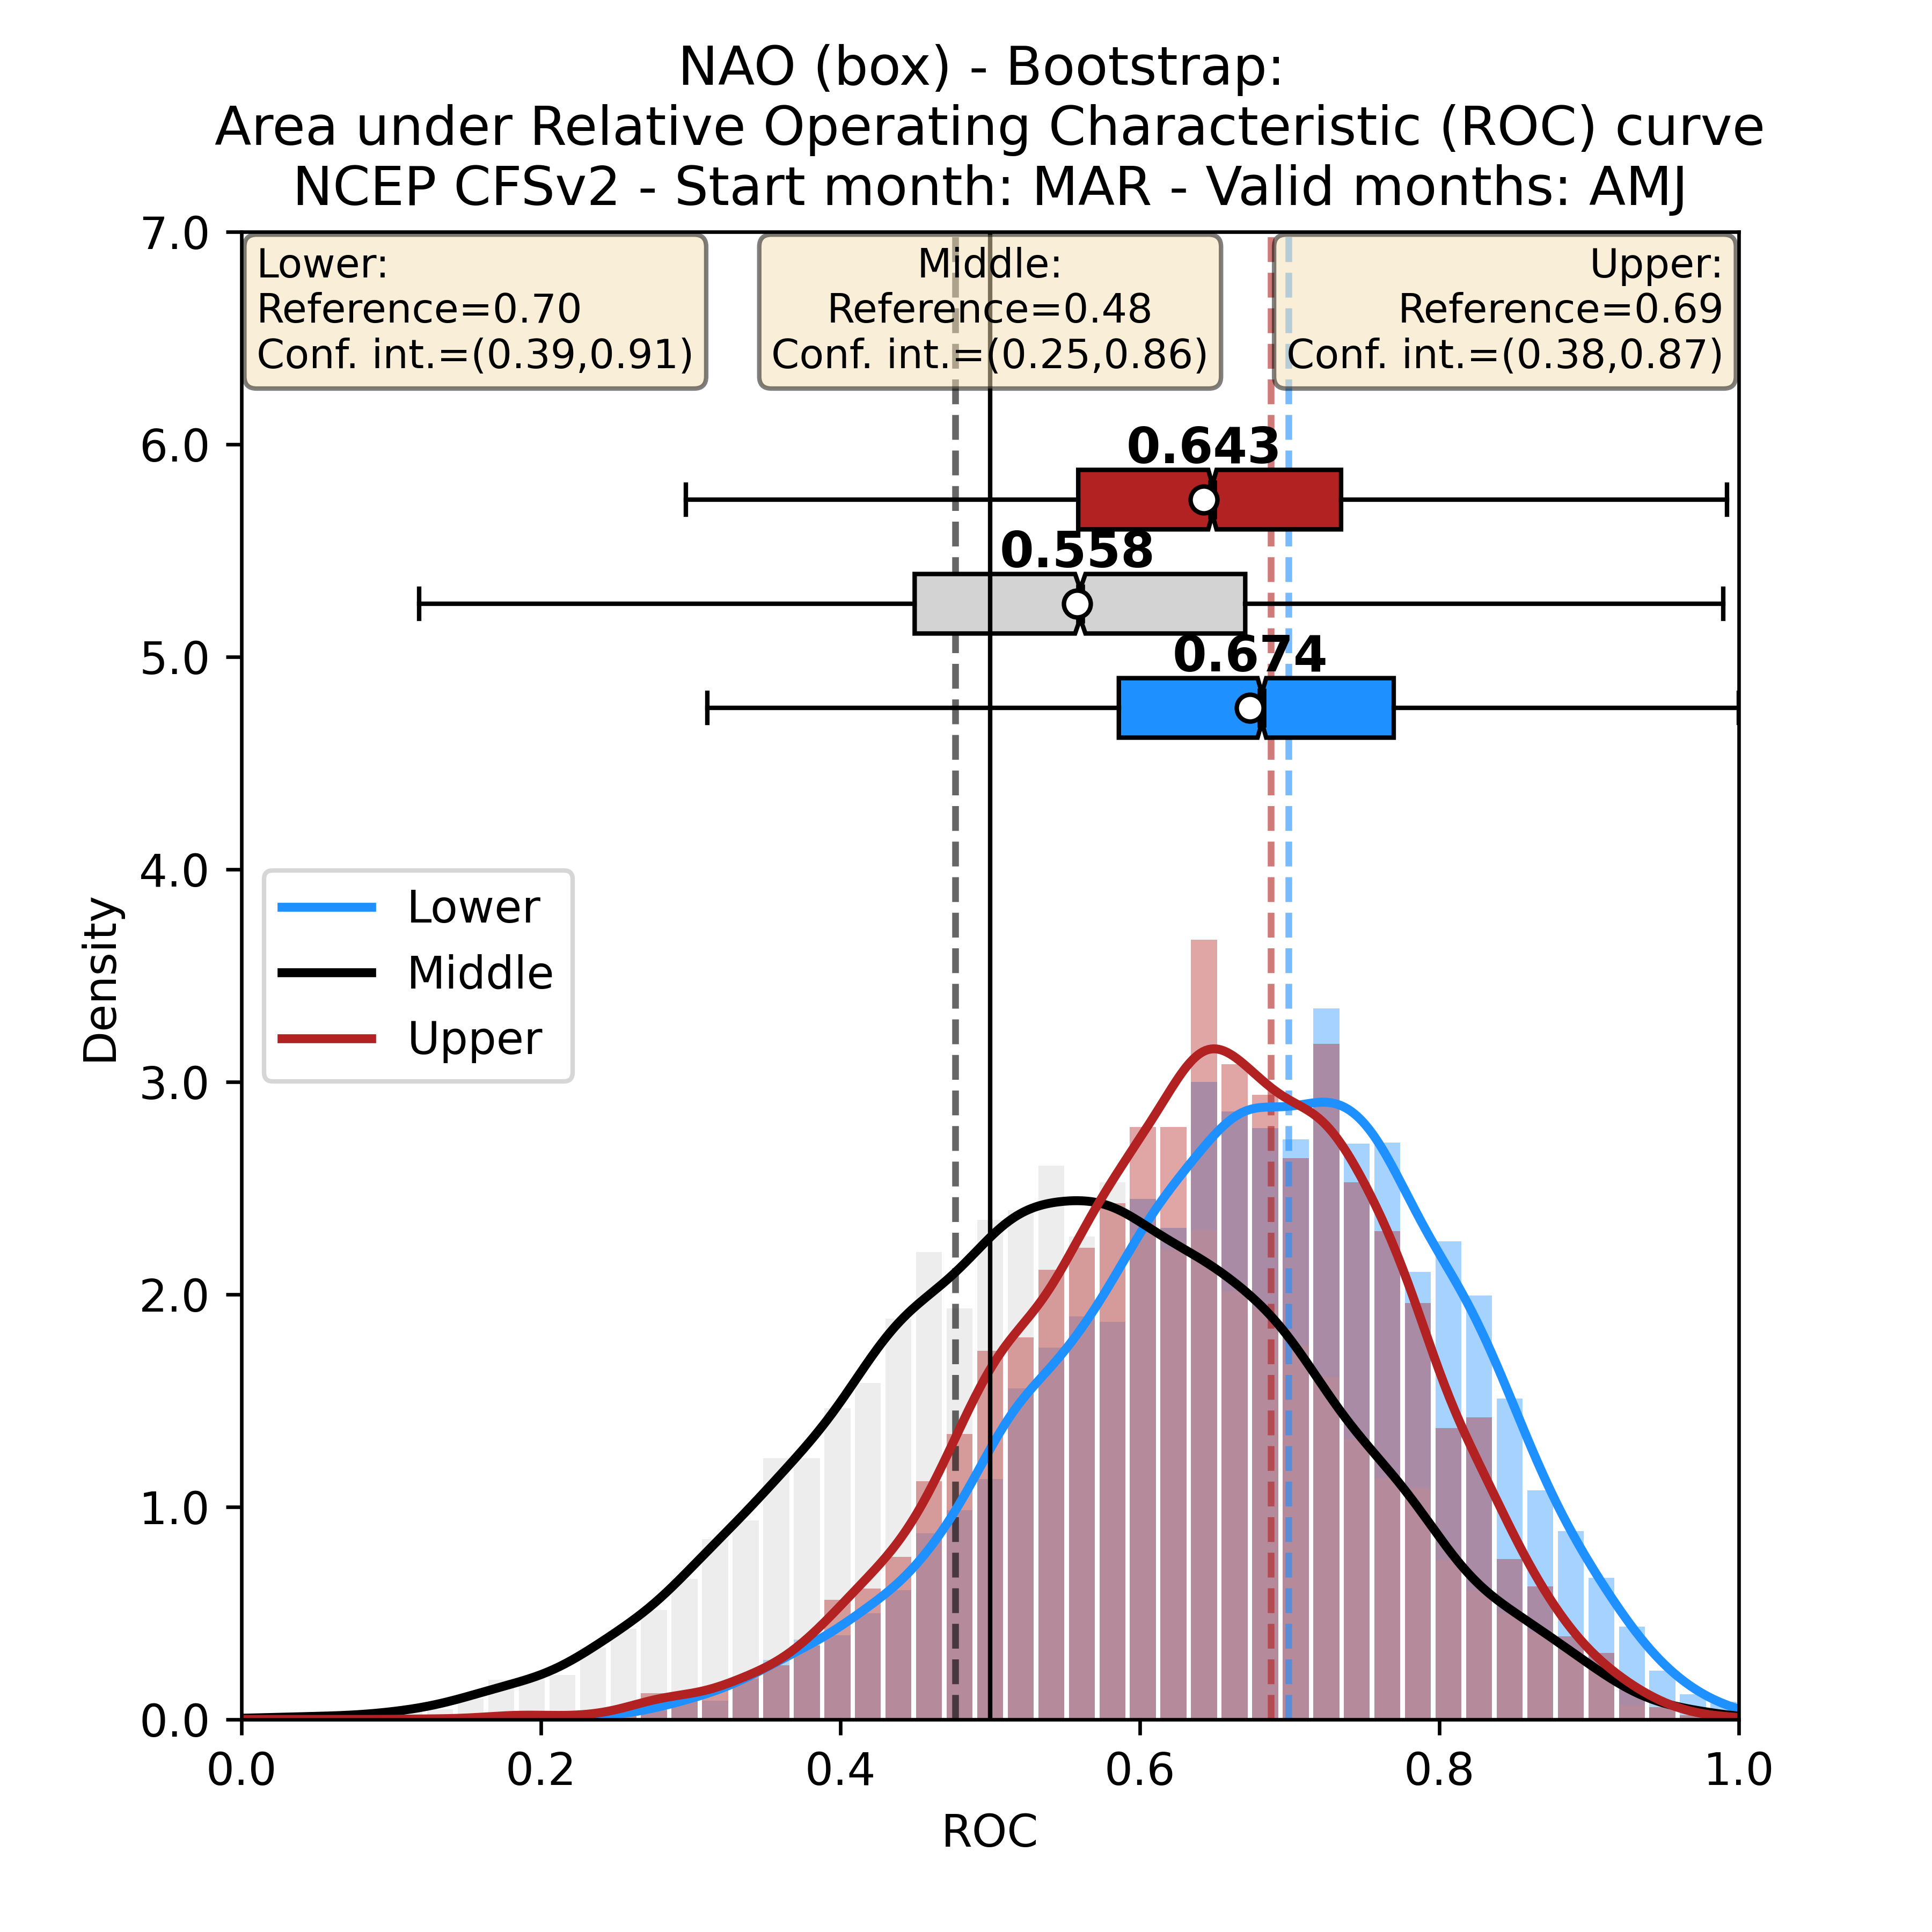 NAO (box) - Bootstrap:
Area under Relative Operating Characteristic (ROC) curve
NCEP CFSv2 - Start month: MAR - Valid months: AMJ
Lower:
Reference=0.70
Conf. int.=(0.39,0.91)
Middle:
Reference=0.48
Conf. int.=(0.25,0.86)
Upper:
Reference=0.69
Conf. int.=(0.38,0.87)
0.643
0.558
0.674
Lower
Middle
Upper
Density
7.0
6.0
5.0
4.0
3.0
2.0
1.0
0.0
0.0 0.2 0.4 0.6 0.8 1.0
ROC